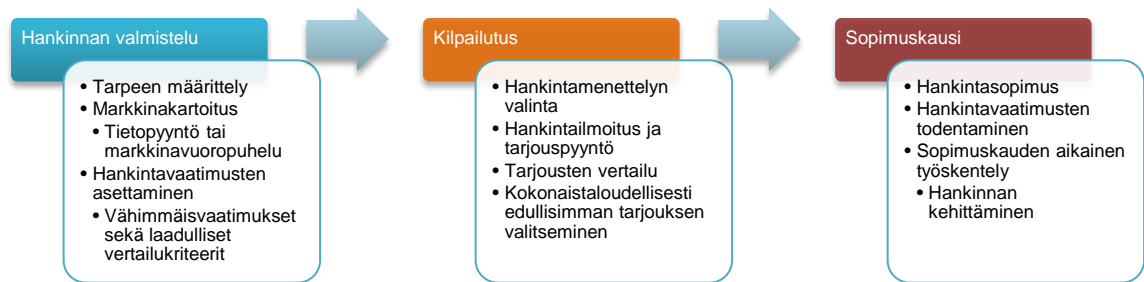 Hankinnan valmistelu
• Tarpeen määrittely
• Markkinakartoitus
• Tietopyyntö tai
markkinavuoropuhelu
• Hankintavaatimusten
asettaminen
• Vähimmäisvaatimukset
sekä laadulliset
vertailukriteerit
Kilpailutus
• Hankintamenettelyn
valinta
• Hankintailmoitus ja
tarjouspyyntö
• Tarjousten vertailu
• Kokonaistaloudellisesti
edullisimman tarjouksen
valitseminen
Sopimuskausi
• Hankintasopimus
• Hankintavaatimusten
todentaminen
• Sopimuskauden aikainen
työskentely
• Hankinnan
kehittäminen